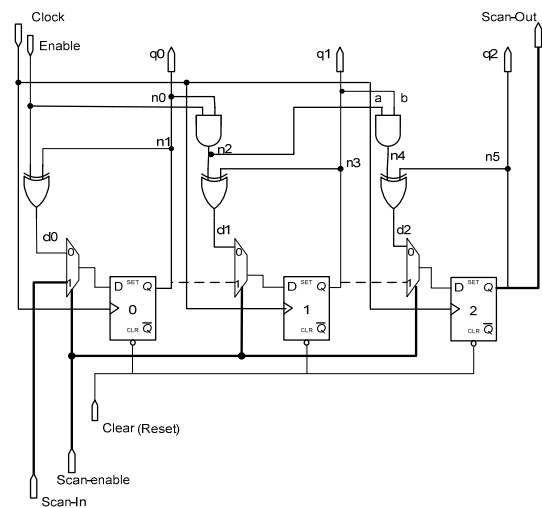 Clock
Scan-Out
Enable
q0
q1
q2
n0
a
b
n1
n2
n3
n4
n5
d0
d1
d2
0
0
0
1
1
1
D SET Q
D SET Q
D SET Q
0
1
2
CLR Q
CLR Q
CLR Q
Clear (Reset)
Scan-enable
Scan-In